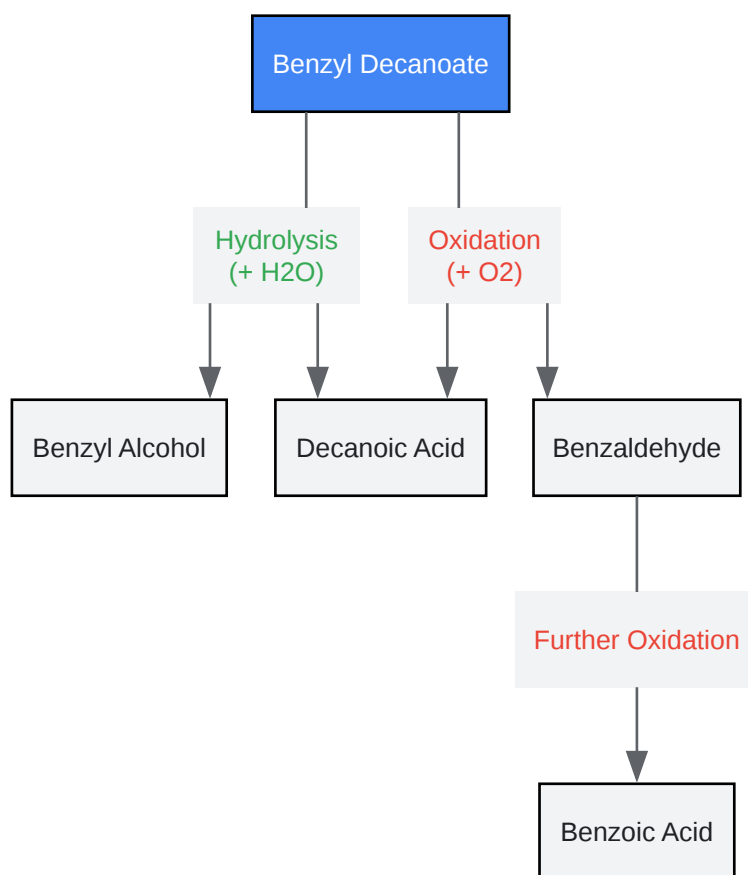 Benzyl Decanoate
Hydrolysis
(+ H2O)
Oxidation
(+ O2)
Benzyl Alcohol
Decanoic Acid
Benzaldehyde
Further Oxidation
Benzoic Acid